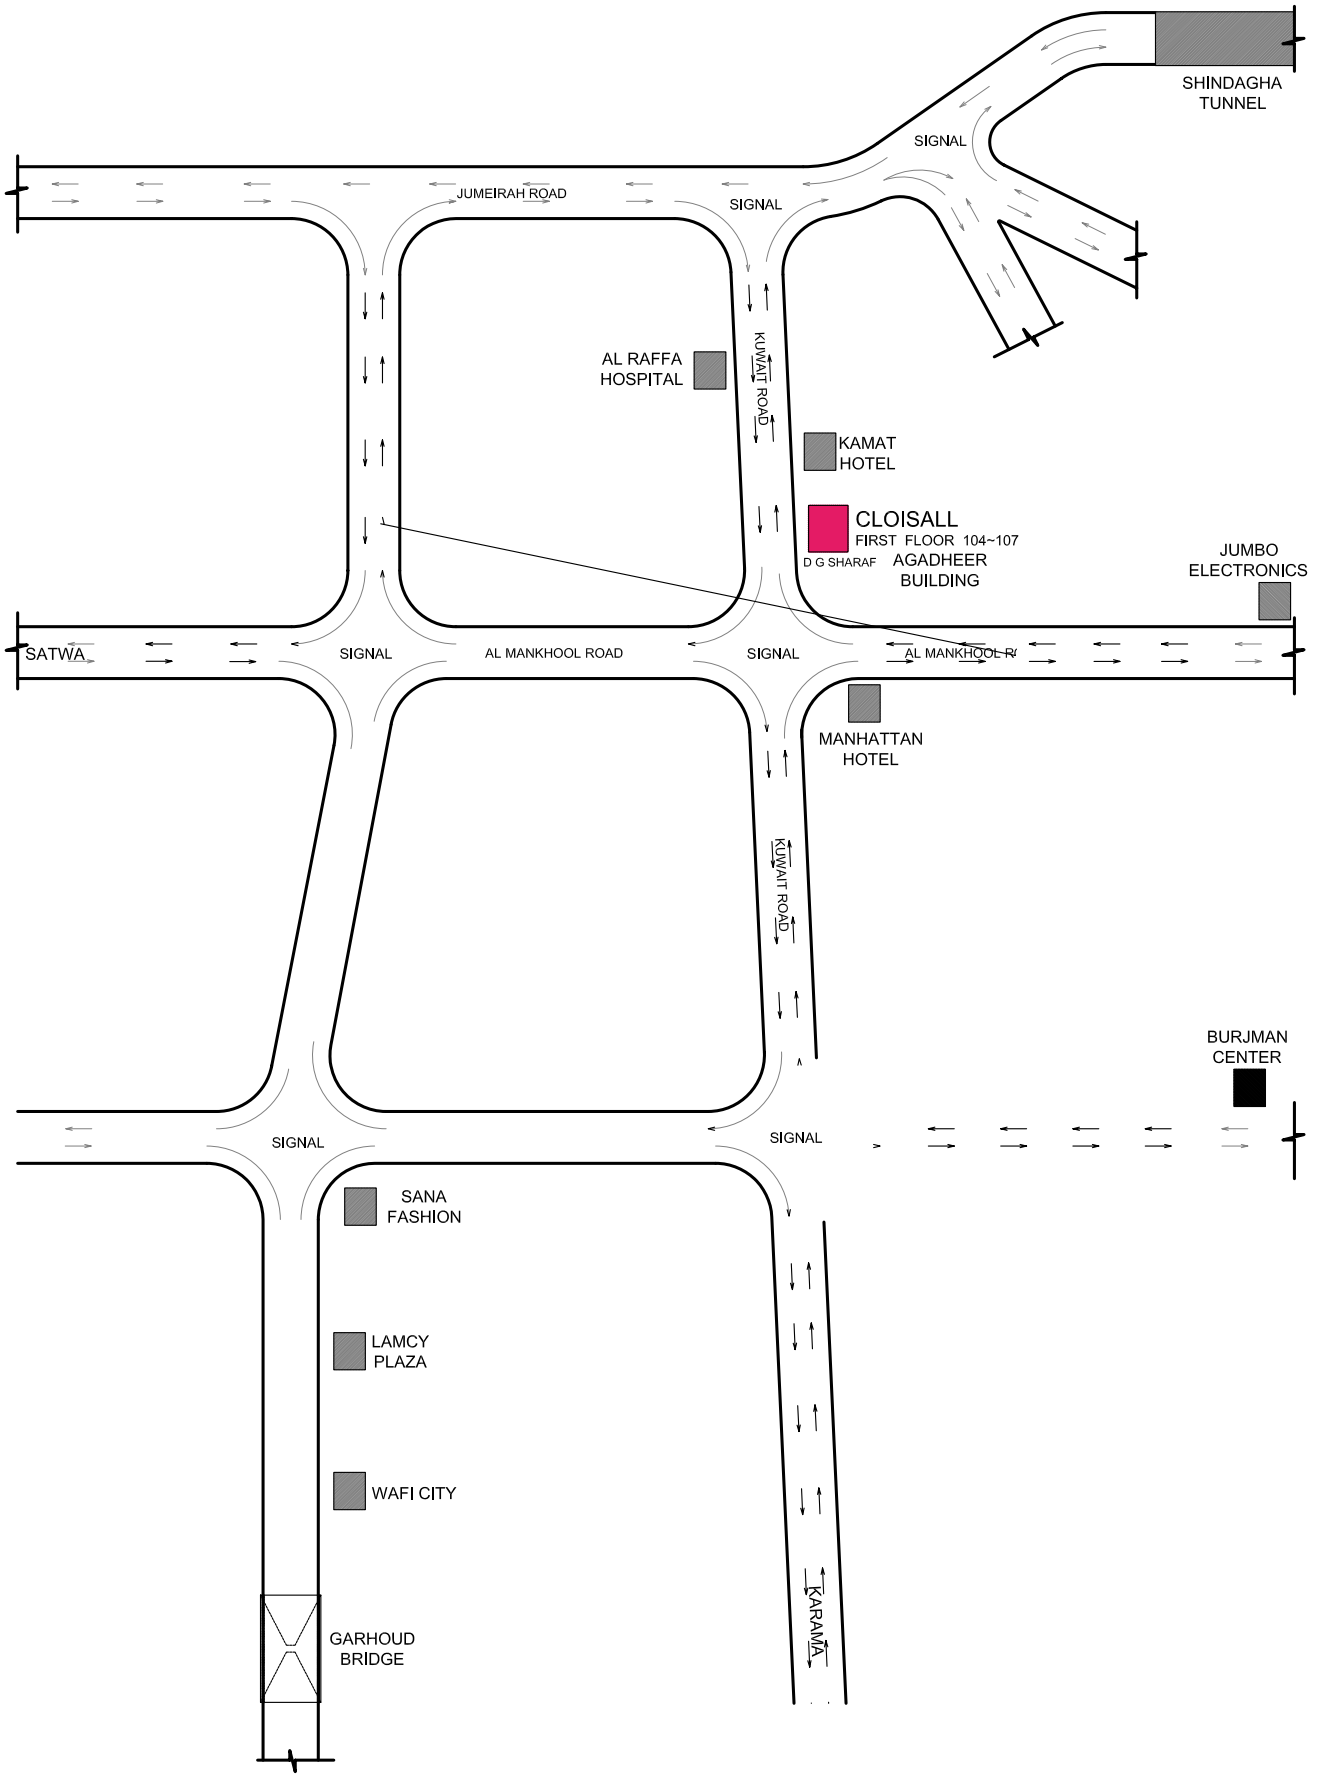 SHINDAGHA
TUNNEL
SIGNAL
JUMEIRAH ROAD
SIGNAL
KUWAIT ROAD
AL RAFFA
HOSPITAL
KAMAT
HOTEL
CLOISALL
FIRST FLOOR 104~107
D G SHARAF
AGADHEER
BUILDING
JUMBO
ELECTRONICS
SATWA
SIGNAL
AL MANKHOOL ROAD
SIGNAL
AL MANKHOOL R
MANHATTAN
HOTEL
KUWAIT ROAD
BURJMAN
CENTER
SIGNAL
SIGNAL
SANA
FASHION
LAMCY
PLAZA
WAFI CITY
KARAMA
GARHOUD
BRIDGE